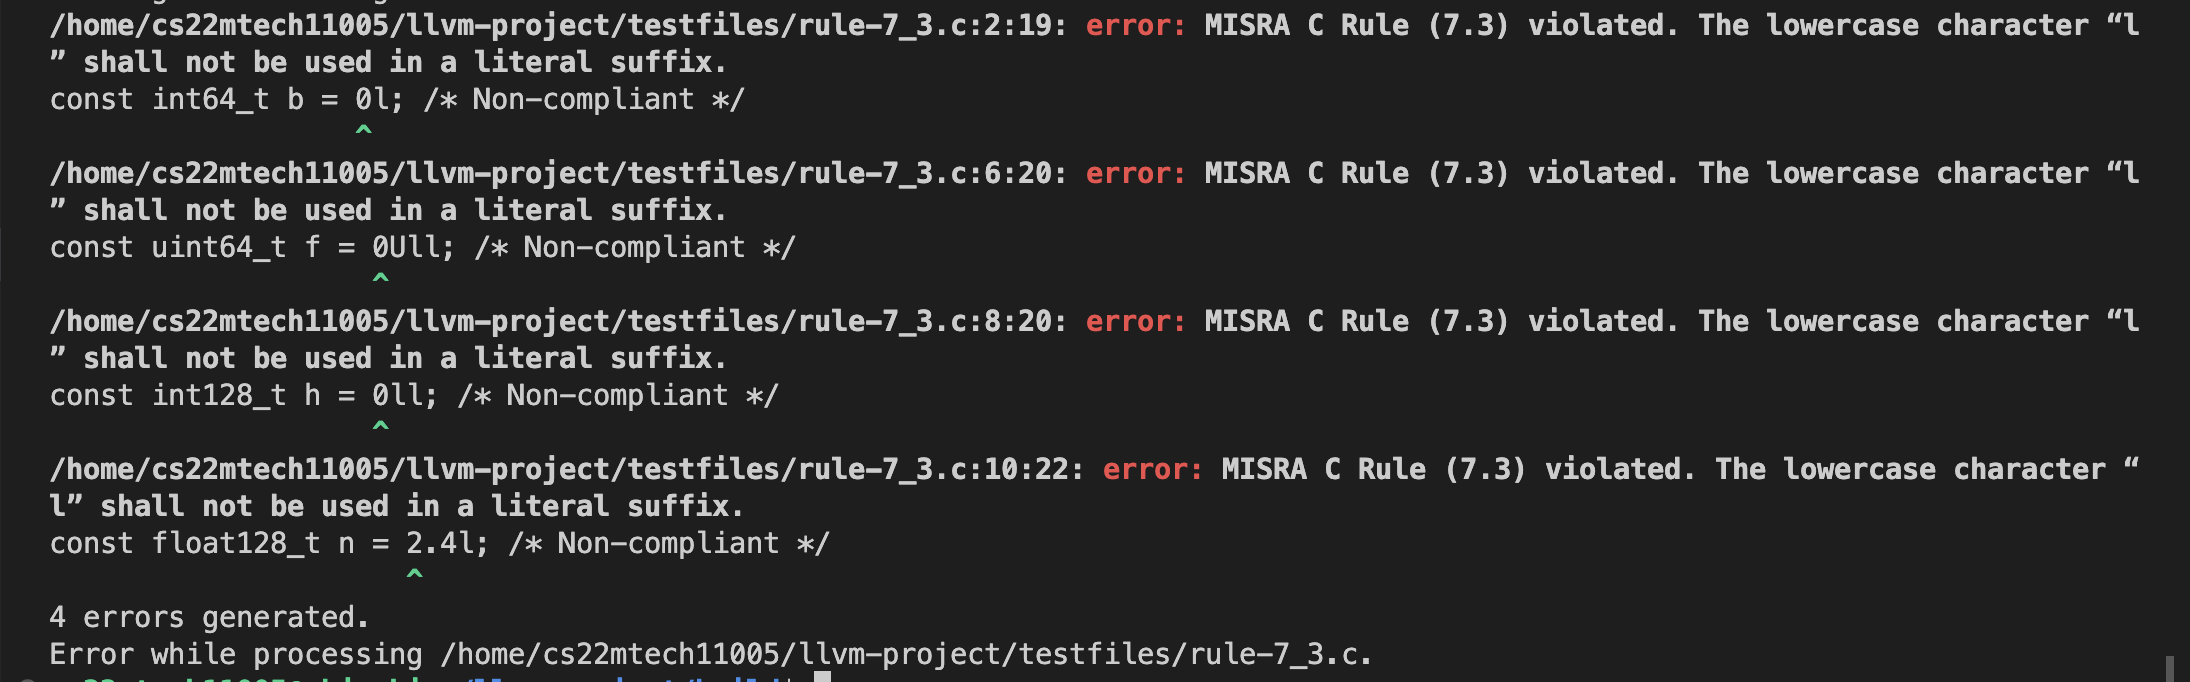 /home/cs22mtech11005/llvm-project/testfiles/rule-7_3.c:2:19: error: MISRA C Rule (7.3) violated. The lowercase character “l
” shall not be used in a literal suffix.
const int64_t b = 0l; /* Non-compliant */
^
/home/cs22mtech11005/llvm-project/testfiles/rule-7_3.c:6:20: error: MISRA C Rule (7.3) violated. The lowercase character “l
” shall not be used in a literal suffix.
const uint64_t f = 0Ull; /* Non-compliant */
^
/home/cs22mtech11005/llvm-project/testfiles/rule-7_3.c:8:20: error: MISRA C Rule (7.3) violated. The lowercase character “l
” shall not be used in a literal suffix.
const int128_t h = 0ll; /* Non-compliant */
^
/home/cs22mtech11005/llvm-project/testfiles/rule-7_3.c:10:22: error: MISRA C Rule (7.3) violated. The lowercase character “
l” shall not be used in a literal suffix.
const float128_t n = 2.4l; /* Non-compliant */
^
4 errors generated.
Error while processing /home/cs22mtech11005/llvm-project/testfiles/rule-7_3.c.